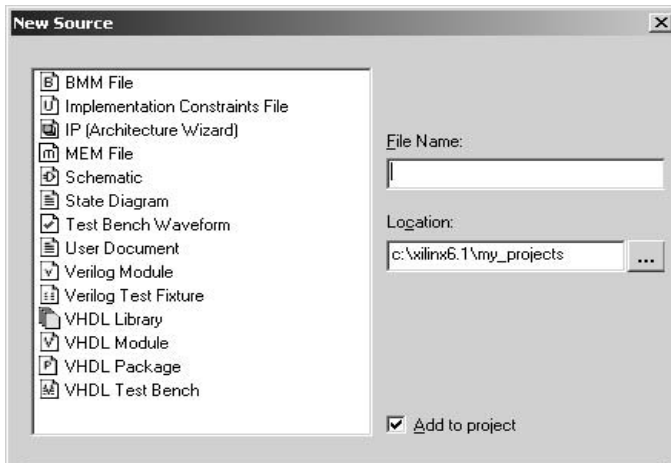 New Source
BMM File
Implementation Constraints File
IP (Architecture Wizard)
MEM File
Schematic
State Diagram
Test Bench Waveform
User Document
Verilog Module
Verilog Test Fixture
VHDL Library
VHDL Module
VHDL Package
VHDL Test Bench
File Name:
Location:
c:\xilinx6.1\my_projects
...
Add to project